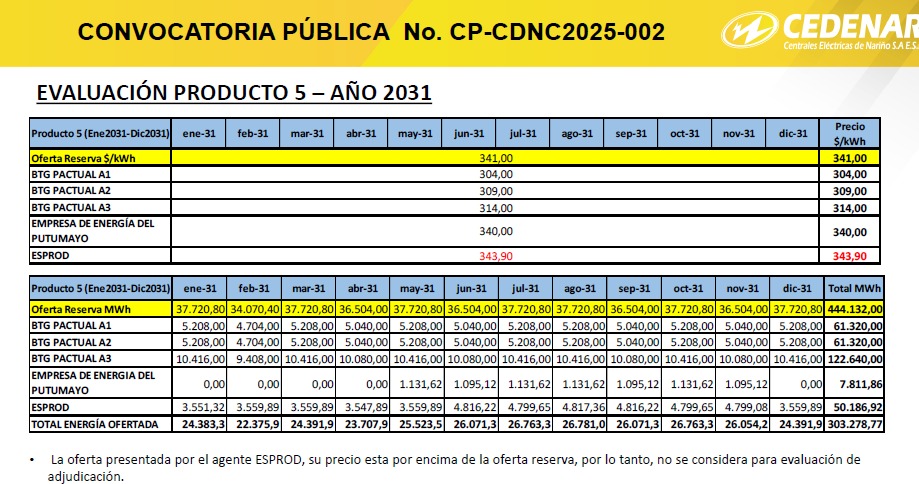 CONVOCATORIA PÚBLICA No. CP-CDNC2025-002
CEDENAR
Centrales Eléctricas de Nariño S.A E.S.
EVALUACIÓN PRODUCTO 5 – AÑO 2031
Producto 5 (Ene2031-Dic2031) ene-31 feb-31 mar-31 abr-31 may-31 jun-31 jul-31 ago-31 sep-31 oct-31 nov-31 dic-31 Precio $/kWh
Oferta Reserva $/kWh 341,00 341,00
BTG PACTUAL A1 304,00 304,00
BTG PACTUAL A2 309,00 309,00
BTG PACTUAL A3 314,00 314,00
EMPRESA DE ENERGÍA DEL PUTUMAYO 340,00 340,00
ESPROD 343,90 343,90
Producto 5 (Ene2031-Dic2031) ene-31 feb-31 mar-31 abr-31 may-31 jun-31 jul-31 ago-31 sep-31 oct-31 nov-31 dic-31 Total MWh
Oferta Reserva MWh 37.720,80 34.070,40 37.720,80 36.504,00 37.720,80 36.504,00 37.720,80 37.720,80 36.504,00 37.720,80 36.504,00 37.720,80 444.132,00
BTG PACTUAL A1 5.208,00 4.704,00 5.208,00 5.040,00 5.208,00 5.040,00 5.208,00 5.208,00 5.040,00 5.208,00 5.040,00 5.208,00 61.320,00
BTG PACTUAL A2 5.208,00 4.704,00 5.208,00 5.040,00 5.208,00 5.040,00 5.208,00 5.208,00 5.040,00 5.208,00 5.040,00 5.208,00 61.320,00
BTG PACTUAL A3 10.416,00 9.408,00 10.416,00 10.080,00 10.416,00 10.080,00 10.416,00 10.416,00 10.080,00 10.416,00 10.080,00 10.416,00 122.640,00
EMPRESA DE ENERGIA DEL PUTUMAYO 0,00 0,00 0,00 0,00 1.131,62 1.095,12 1.131,62 1.131,62 1.095,12 1.131,62 1.095,12 0,00 7.811,86
ESPROD 3.551,32 3.559,89 3.559,89 3.547,89 3.559,89 4.816,22 4.799,65 4.817,36 4.816,22 4.799,65 4.799,08 3.559,89 50.186,92
TOTAL ENERGÍA OFERTADA 24.383,3 22.375,9 24.391,9 23.707,9 25.523,5 26.071,3 26.763,3 26.781,0 26.071,3 26.763,3 26.054,2 24.391,9 303.278,77
• La oferta presentada por el agente ESPROD, su precio esta por encima de la oferta reserva, por lo tanto, no se considera para evaluación de
adjudicación.